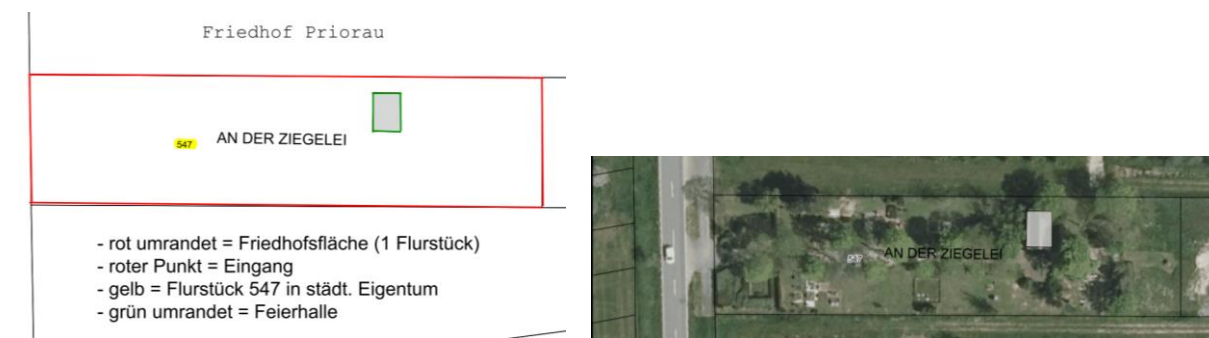 Friedhof Priorau
547 AN DER ZIEGELEI
- rot umrandet = Friedhofsfläche (1 Flurstück)
- roter Punkt = Eingang
- gelb = Flurstück 547 in städt. Eigentum
- grün umrandet = Feierhalle
547 AN DER ZIEGELEI